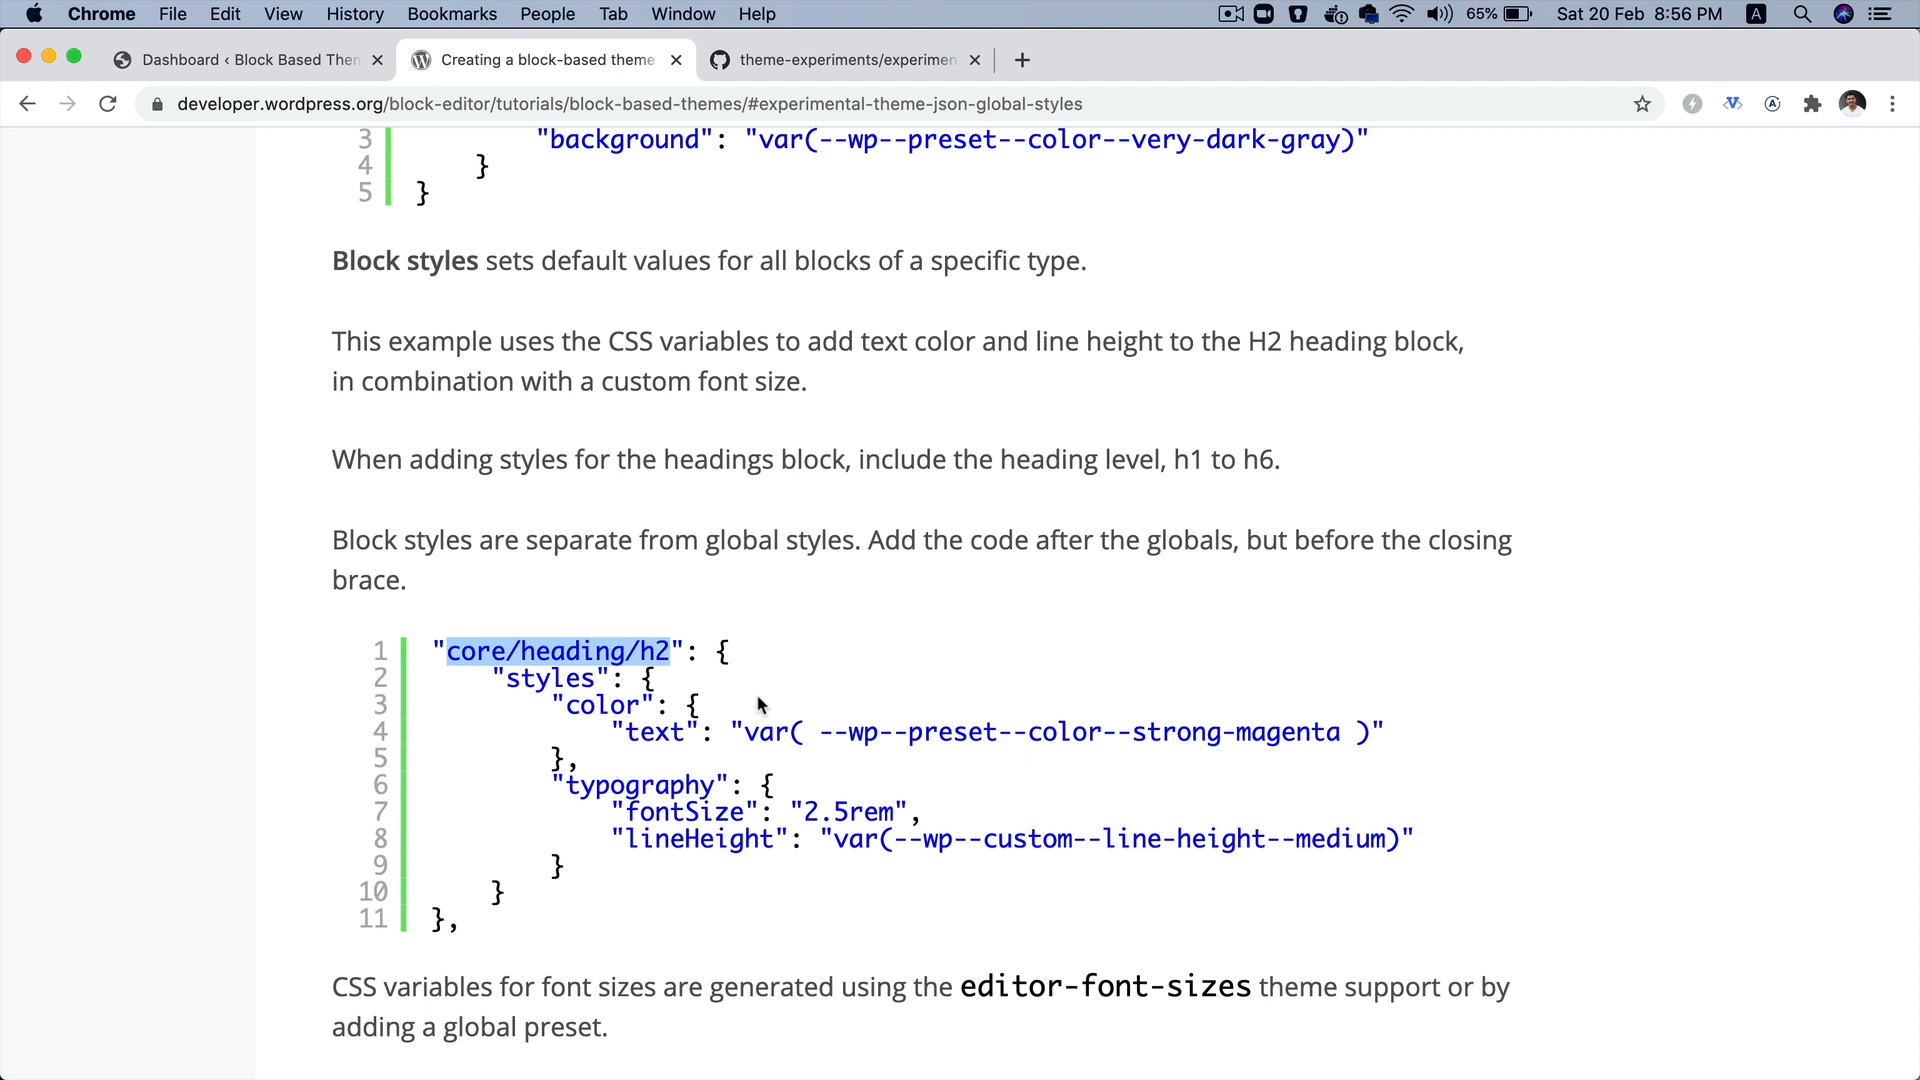 Chrome File Edit View History Bookmarks People Tab Window Help 65% Sat 20 Feb 8:56 PM A
Dashboard ‹ Block Based Then Creating a block-based theme theme-experiments/experimen
developer.wordpress.org/block-editor/tutorials/block-based-themes/#experimental-theme-json-global-styles
3 "background": "var(--wp--preset--color--very-dark-gray)"
4 }
5 }
Block styles sets default values for all blocks of a specific type.
This example uses the CSS variables to add text color and line height to the H2 heading block,
in combination with a custom font size.
When adding styles for the headings block, include the heading level, h1 to h6.
Block styles are separate from global styles. Add the code after the globals, but before the closing
brace.
1 "core/heading/h2": {
2 "styles": {
3 "color": {
4 "text": "var( --wp--preset--color--strong-magenta )"
5 },
6 "typography": {
7 "fontSize": "2.5rem",
8 "lineHeight": "var(--wp--custom--line-height--medium)"
9 }
10 }
11 },
CSS variables for font sizes are generated using the editor-font-sizes theme support or by
adding a global preset.